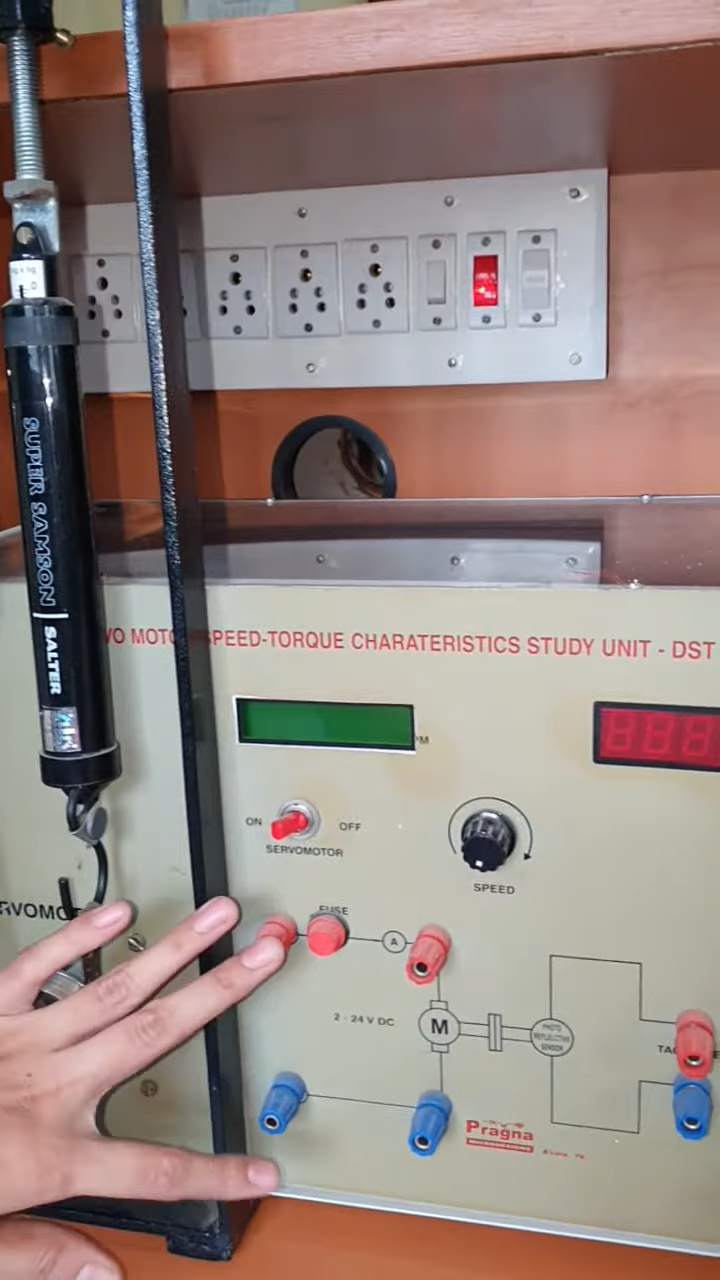 SUPER SAMSON
SALTER
VO MOTO SPEED-TORQUE CHARATERISTICS STUDY UNIT - DST
ON
OFF
SERVOMOTOR
SPEED
RVOMOT
FUSE
A
2 - 24 V DC
M
PHOTO
REFLECTIVE
SENSOR
Pragna